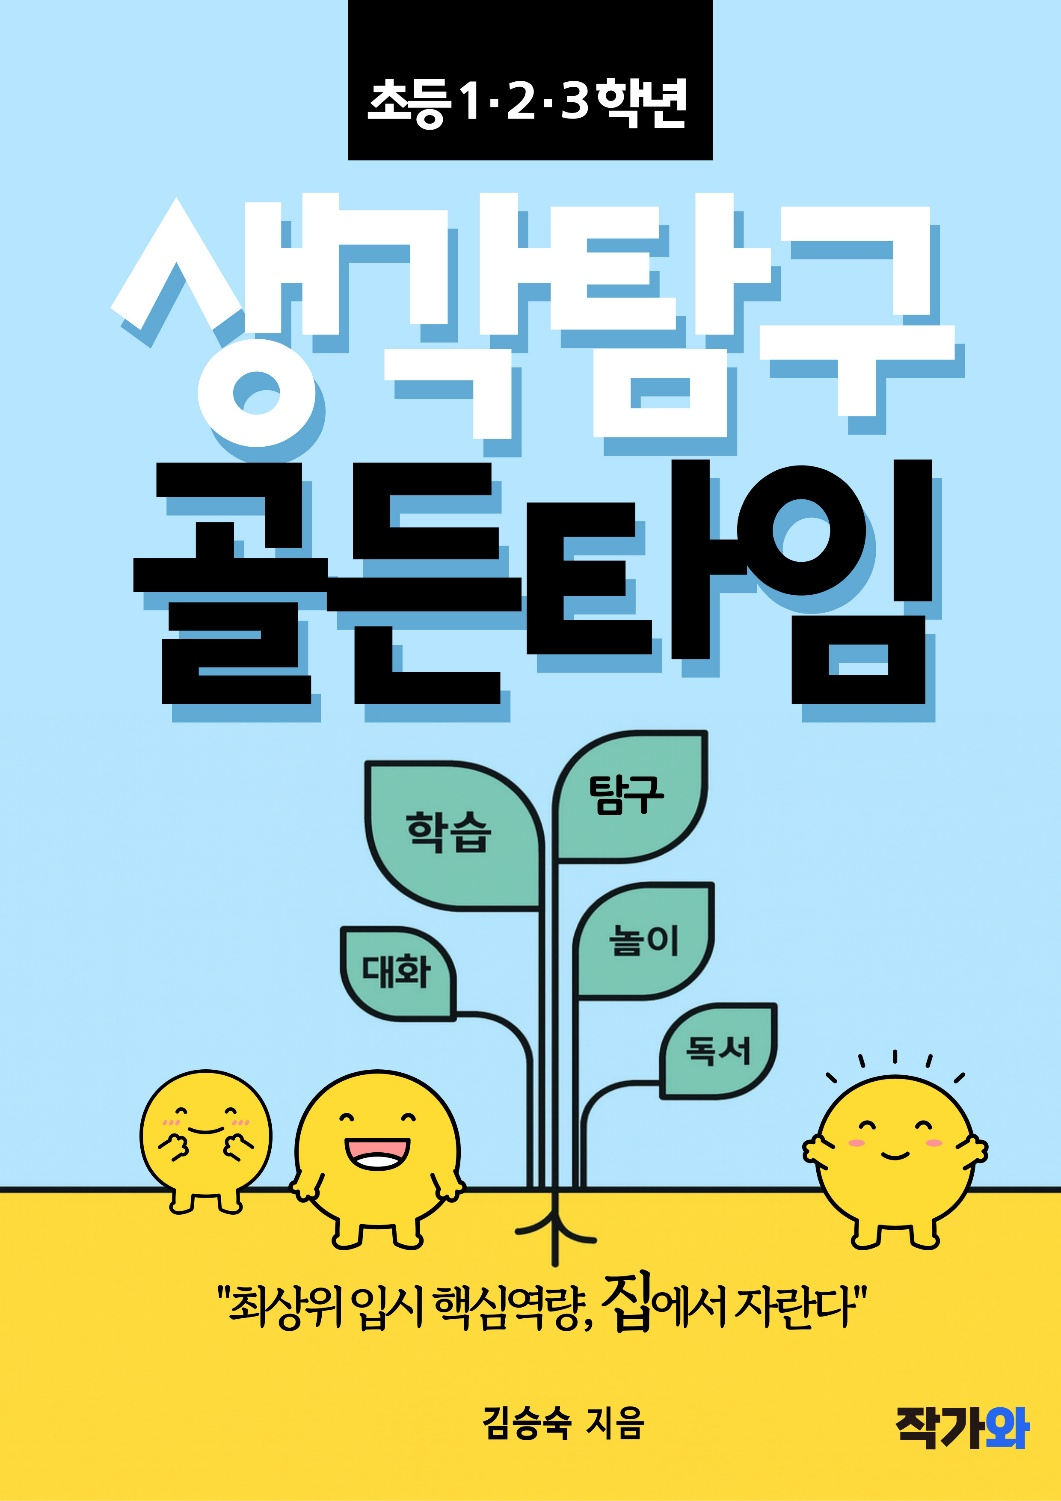 초등 1·2·3 학년
생각탐구
골든타임
학습
탐구
대화
놀이
독서
"최상위 입시 핵심역량, 집에서 자란다"
김승숙 지음
작가와